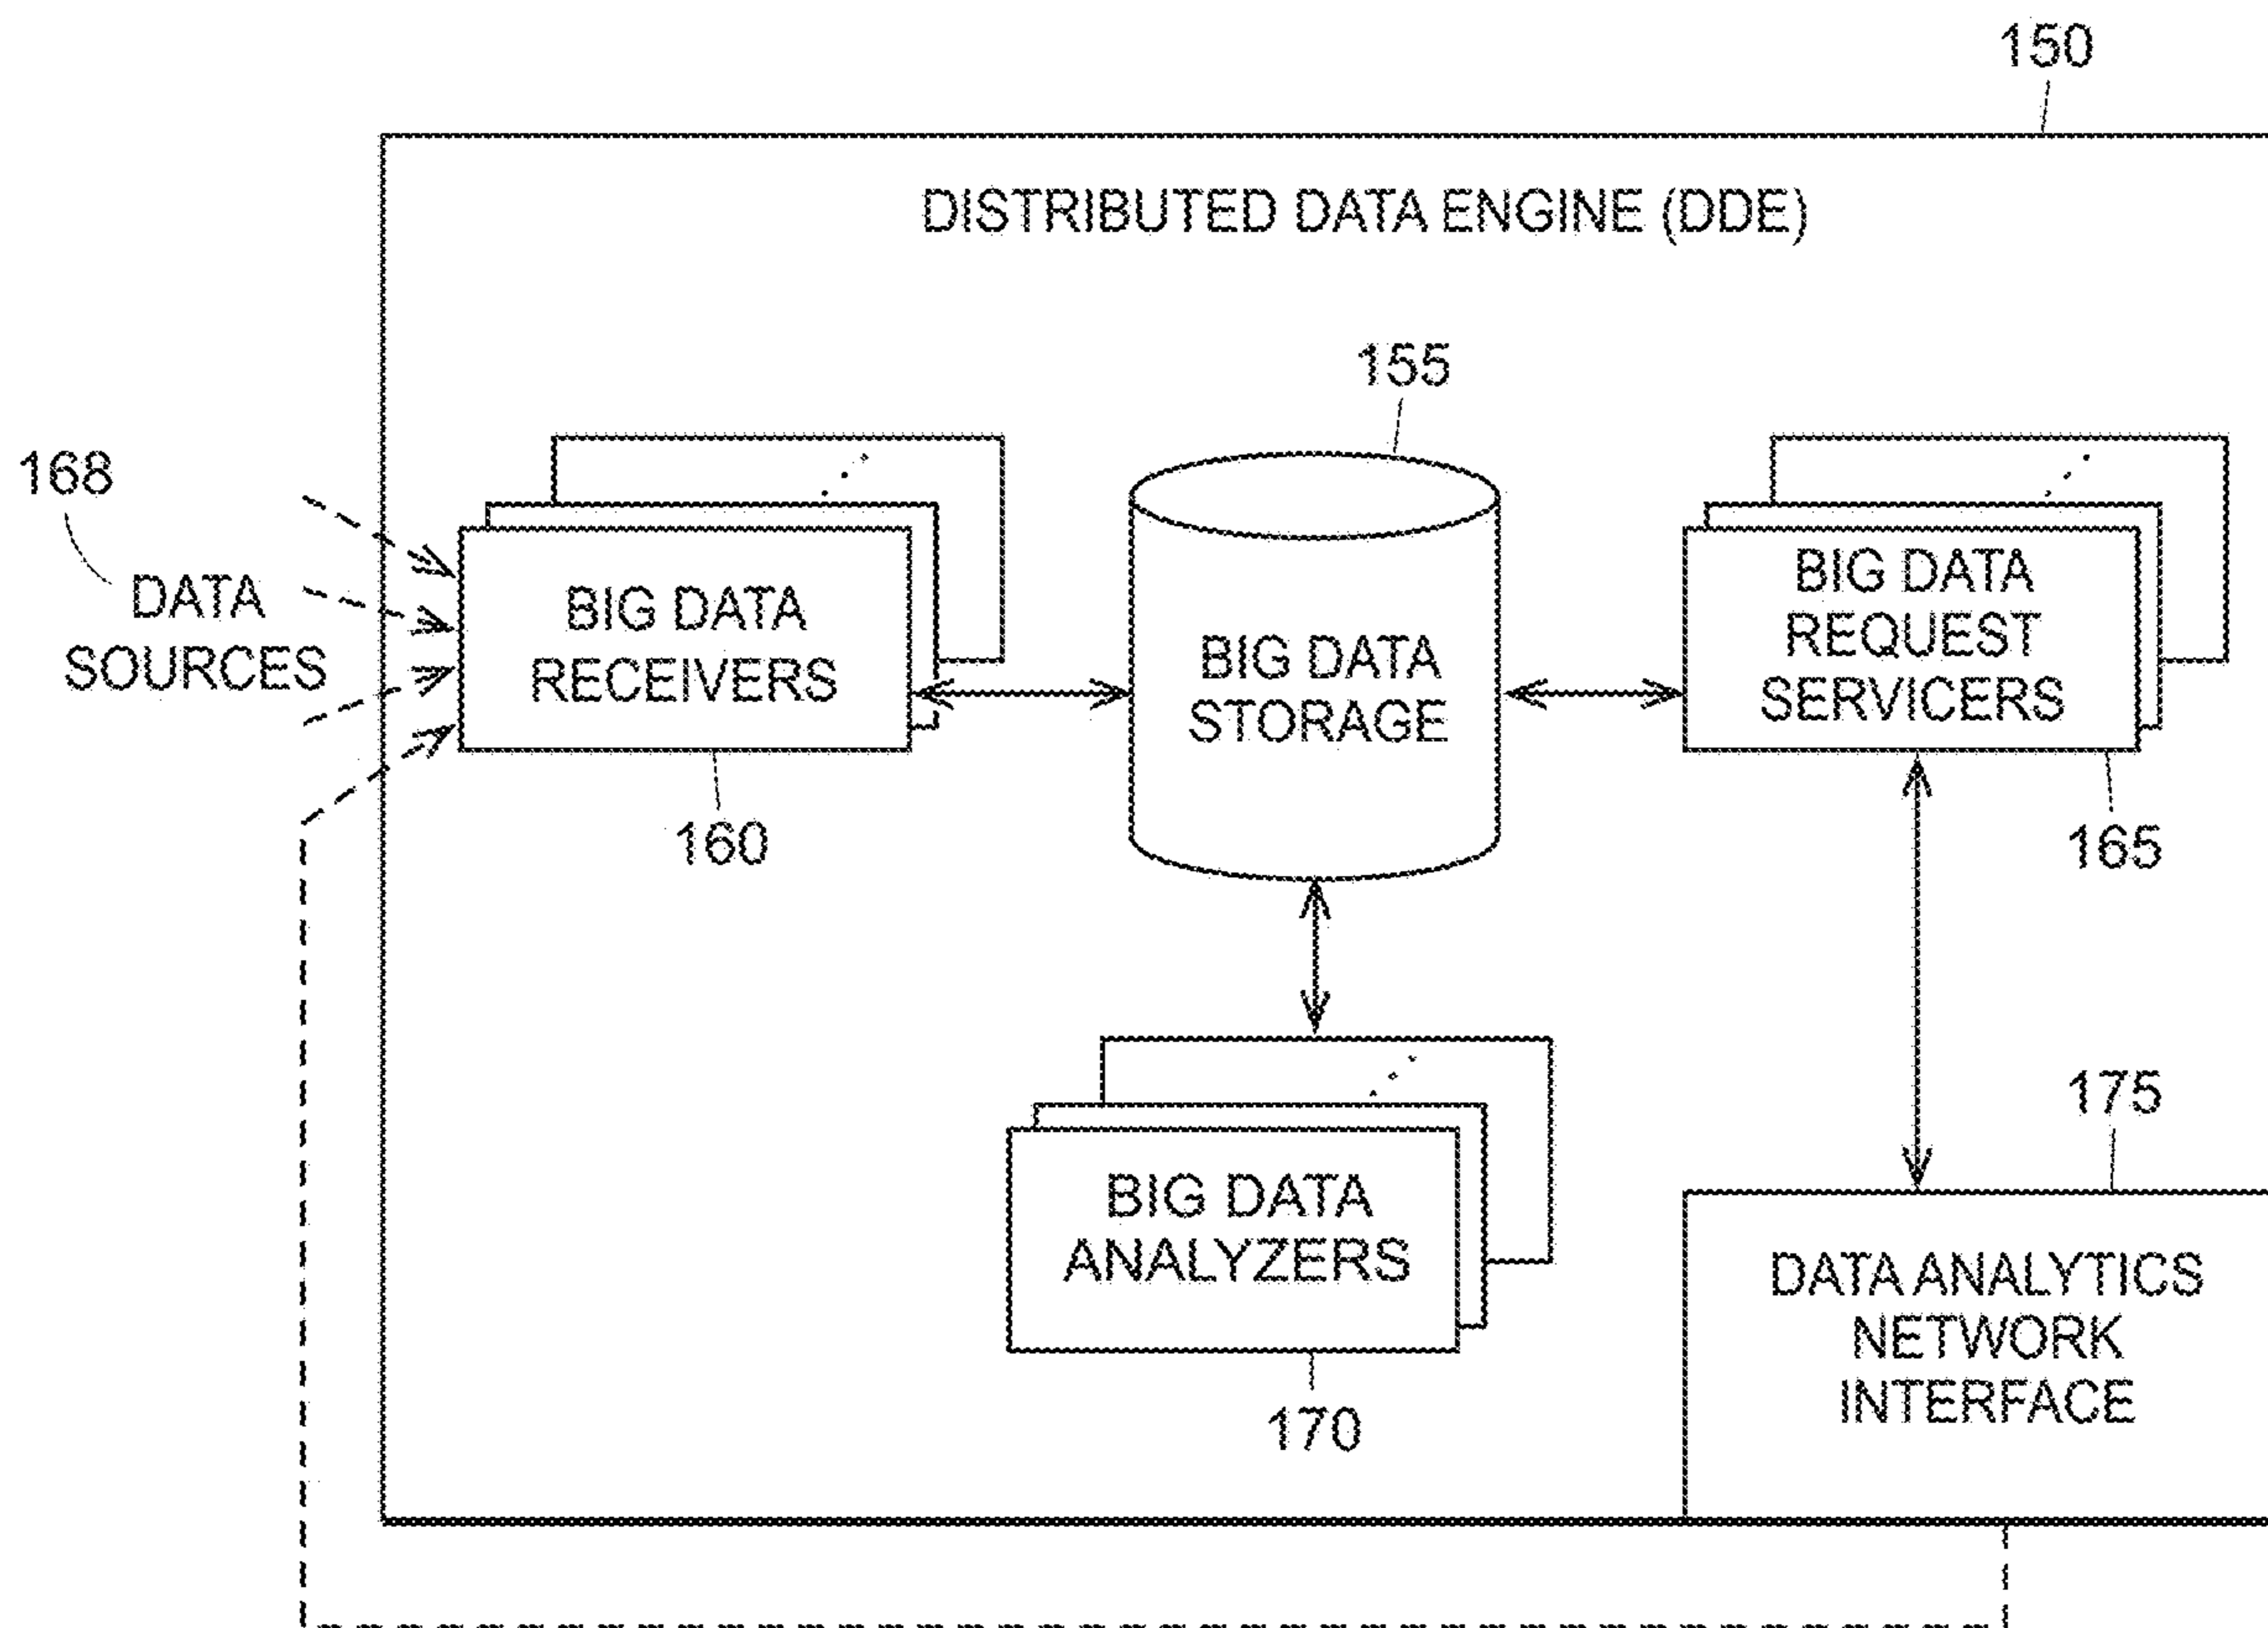 150
DISTRIBUTED DATA ENGINE (DDE)
155
168
DATA
SOURCES
BIG DATA
RECEIVERS
160
BIG DATA
STORAGE
BIG DATA
REQUEST
SERVICERS
165
BIG DATA
ANALYZERS
170
175
DATA ANALYTICS
NETWORK
INTERFACE